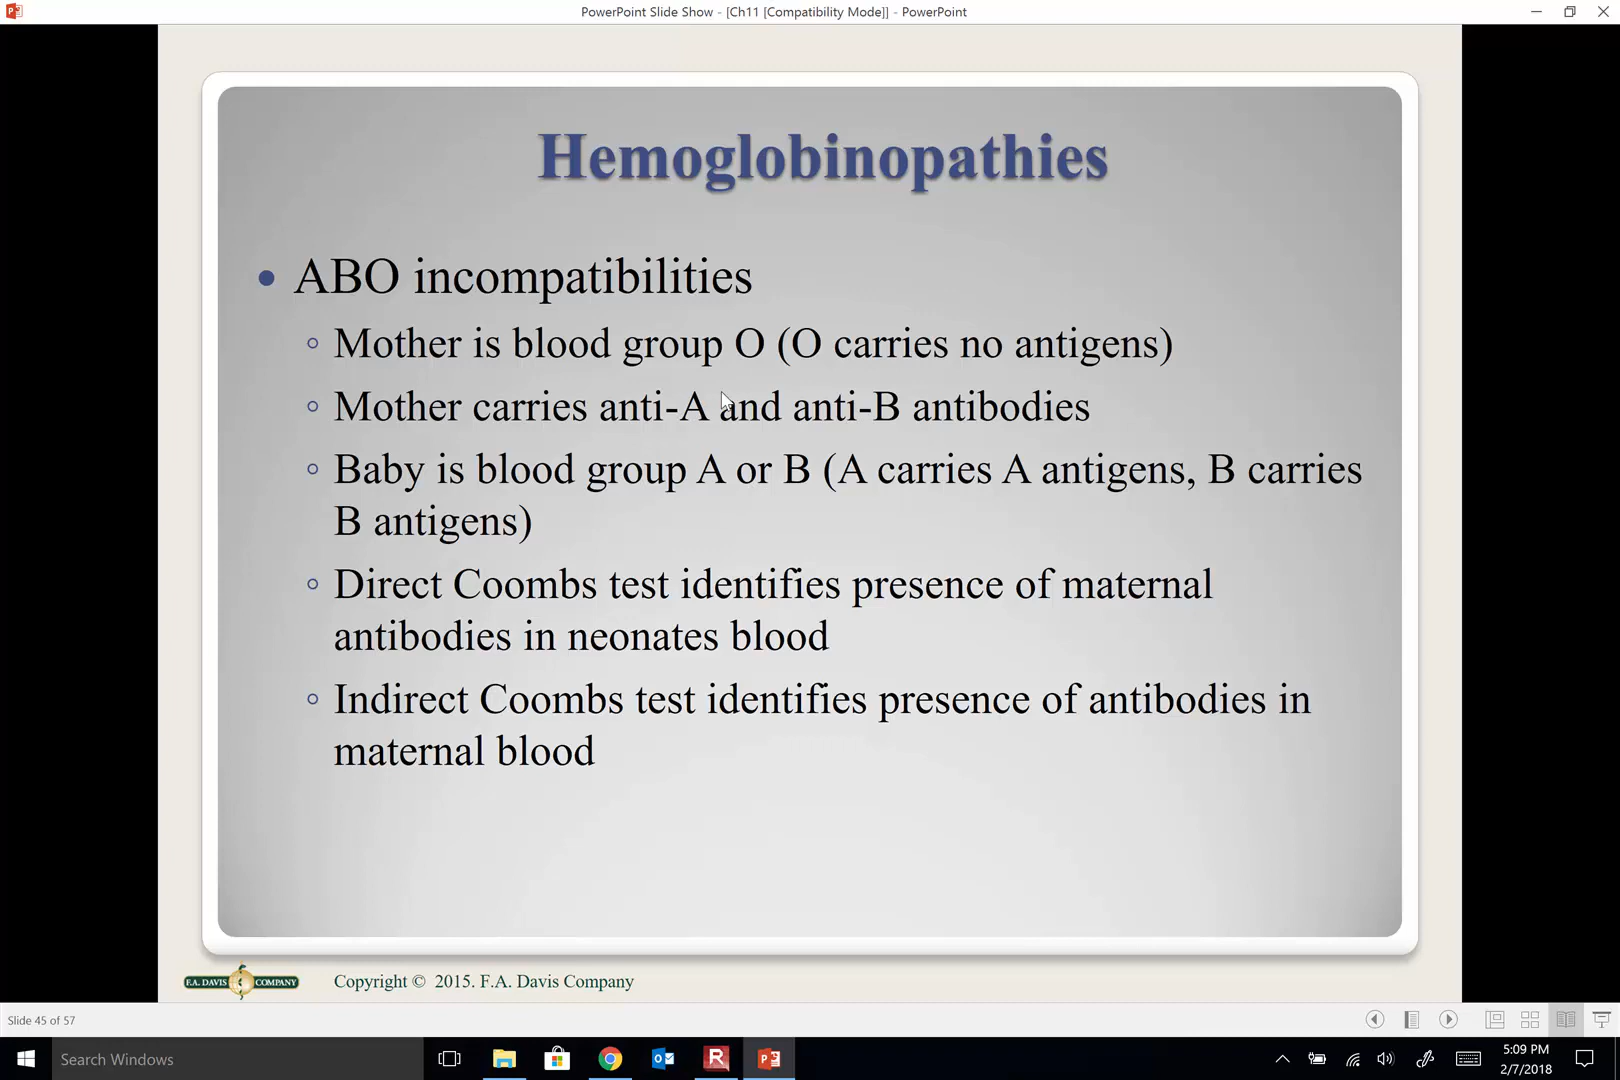 PowerPoint Slide Show - [Ch11 [Compatibility Mode]] - PowerPoint
Hemoglobinopathies
ABO incompatibilities
Mother is blood group O (O carries no antigens)
Mother carries anti-A and anti-B antibodies
Baby is blood group A or B (A carries A antigens, B carries
B antigens)
Direct Coombs test identifies presence of maternal
antibodies in neonates blood
Indirect Coombs test identifies presence of antibodies in
maternal blood
F.A. DAVIS COMPANY
Copyright © 2015. F.A. Davis Company
Slide 45 of 57
Search Windows
5:09 PM
2/7/2018